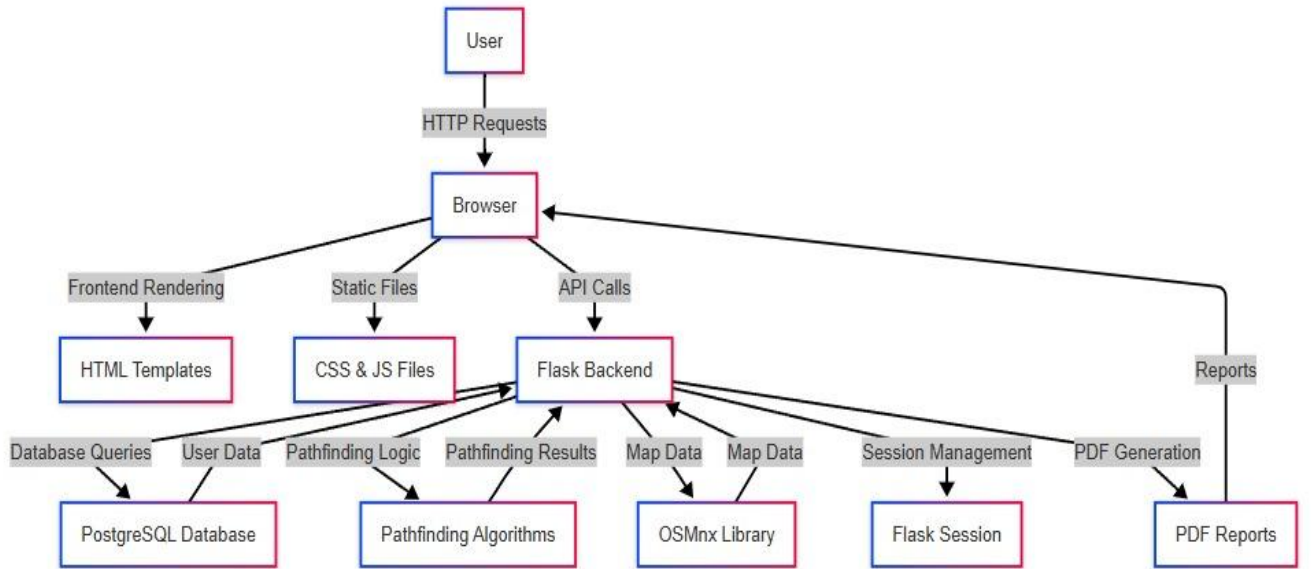 User
HTTP Requests
Browser
Frontend Rendering
Static Files
API Calls
HTML Templates
CSS & JS Files
Flask Backend
Reports
Database Queries
User Data
Pathfinding Logic
Pathfinding Results
Map Data
Map Data
Session Management
PDF Generation
PostgreSQL Database
Pathfinding Algorithms
OSMnx Library
Flask Session
PDF Reports